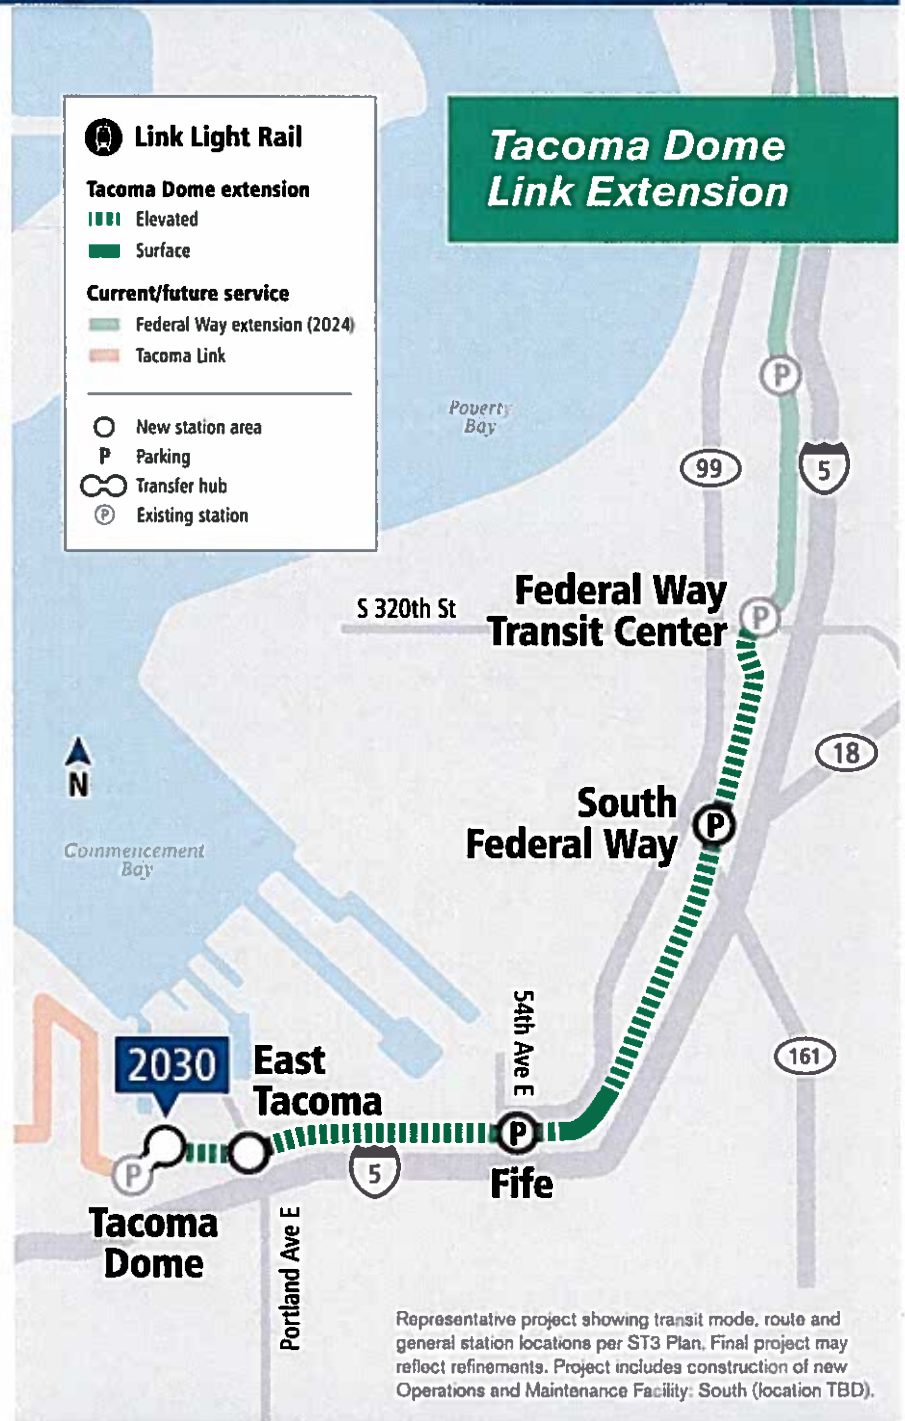 Tacoma Dome
Link Extension
Link Light Rail
Tacoma Dome extension
Elevated
Surface
Current/future service
Federal Way extension (2024)
Tacoma Link
New station area
P
Parking
Transfer hub
P
Existing station
Poverty
Bay
P
99
5
S 320th St
Federal Way
Transit Center
P
18
N
South
Federal Way
P
Commencement
Bay
54th Ave E
161
2030
East
Tacoma
P
5
P
Fife
Tacoma
Dome
Portland Ave E
Representative project showing transit mode, route and
general station locations per ST3 Plan. Final project may
reflect refinements. Project includes construction of new
Operations and Maintenance Facility: South (location TBD).